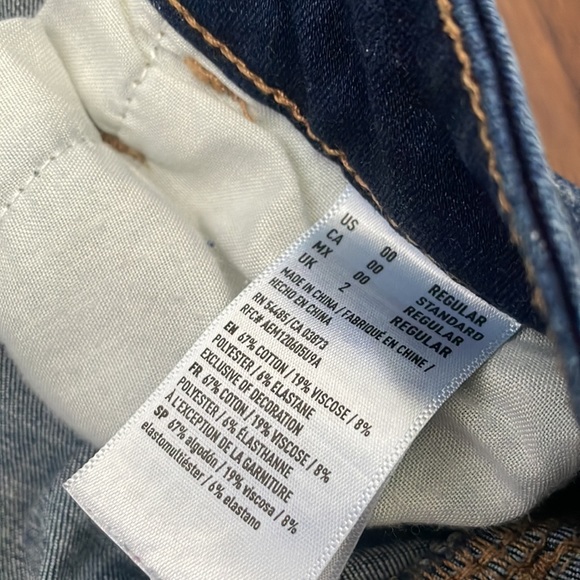 US 00 REGULAR
CA 00 STANDARD
MX 00 REGULAR
UK 2 REGULAR
MADE IN CHINA / FABRIQUÉ EN CHINE /
HECHO EN CHINA
RN 54485/CA 03873
RFC# AEM120605U9A
EN 67% COTTON / 19% VISCOSE / 8%
POLYESTER / 6% ELASTANE
EXCLUSIVE OF DECORATION
FR 67% COTON / 19% VISCOSE / 8%
POLYESTER / 6% ÉLASTHANNE
À L'EXCEPTION DE LA GARNITURE
SP 67% algodón / 19% viscosa / 8%
elastomultiéster / 6% elastano